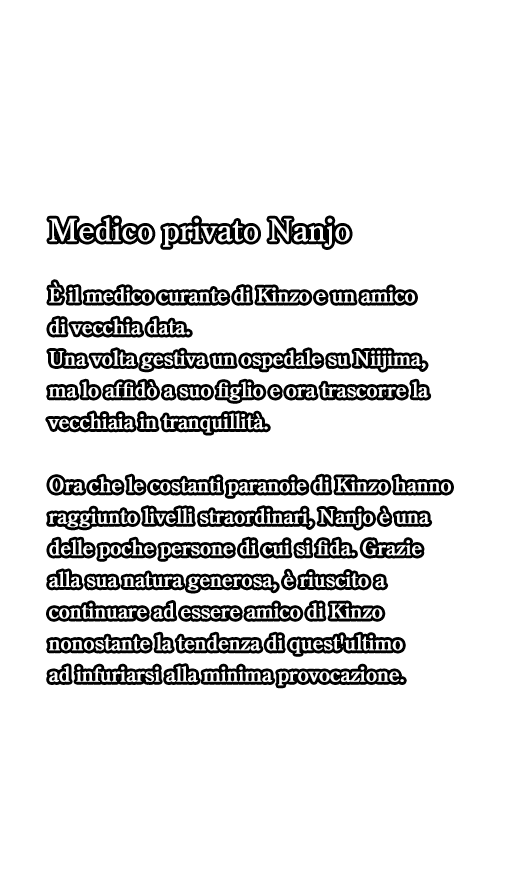 Medico privato Nanjo
È il medico curante di Kinzo e un amico
di vecchia data.
Una volta gestiva un ospedale su Niijima,
ma lo affidò a suo figlio e ora trascorre la
vecchiaia in tranquillità.
Ora che le costanti paranoie di Kinzo hanno
raggiunto livelli straordinari, Nanjo è una
delle poche persone di cui si fida. Grazie
alla sua natura generosa, è riuscito a
continuare ad essere amico di Kinzo
nonostante la tendenza di quest'ultimo
ad infuriarsi alla minima provocazione.